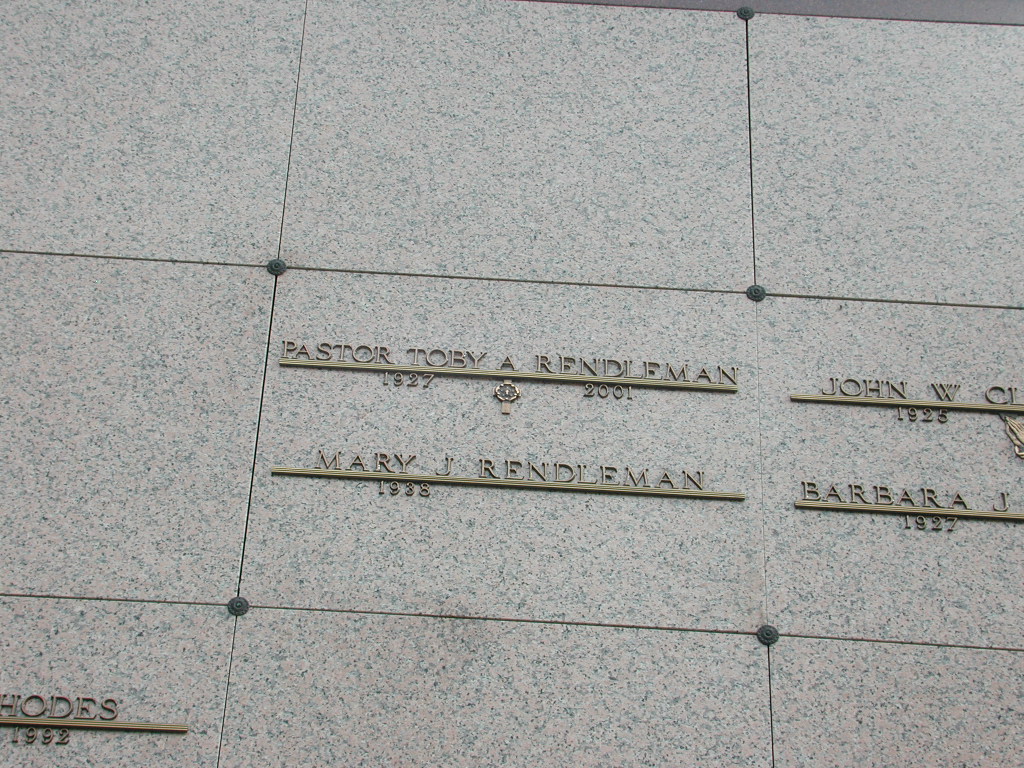 PASTOR TOBY A RENDLEMAN
1927 2001
MARY J RENDLEMAN
1938
JOHN W
1925
BARBARA J
1927
HODES
1992